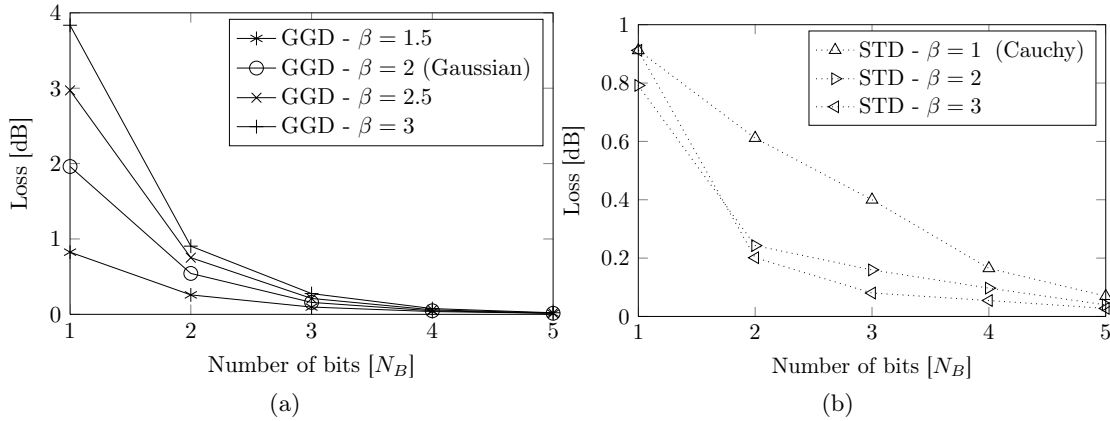 4
3
2
1
0
1
2
3
4
5
Loss [dB]
Number of bits [N_B]
GGD - β = 1.5
GGD - β = 2 (Gaussian)
GGD - β = 2.5
GGD - β = 3
(a)
1
0.8
0.6
0.4
0.2
0
1
2
3
4
5
Loss [dB]
Number of bits [N_B]
STD - β = 1 (Cauchy)
STD - β = 2
STD - β = 3
(b)